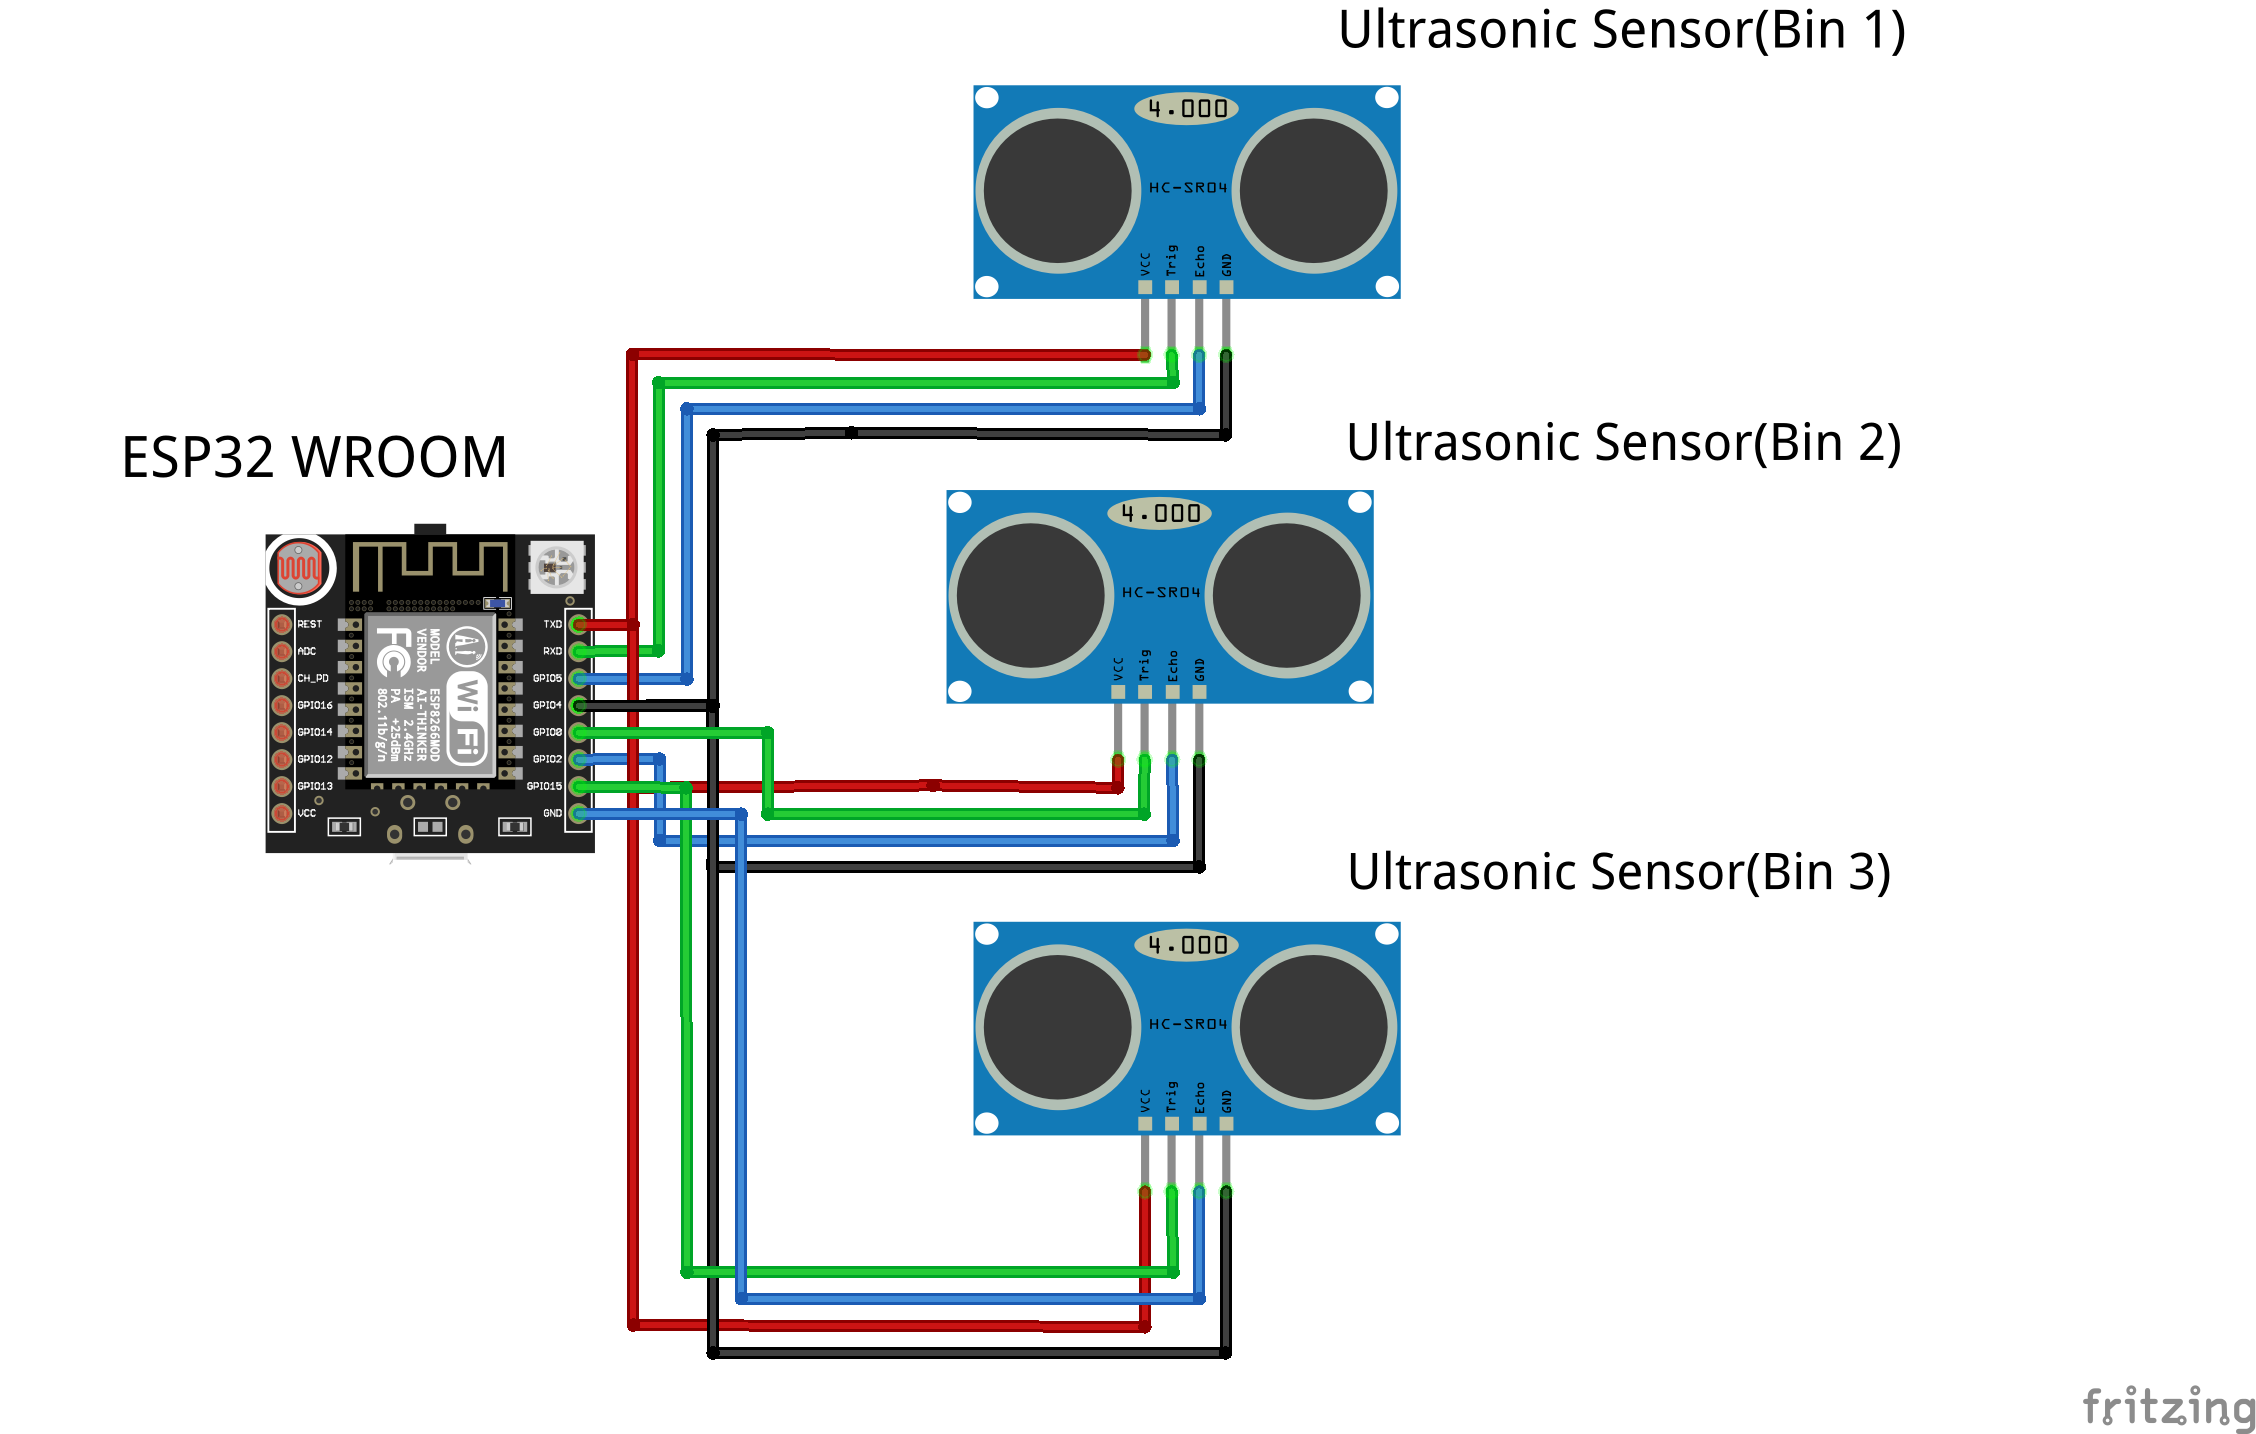 Ultrasonic Sensor(Bin 1)
4.000
HC-SR04
VCC
Trig
Echo
GND
Ultrasonic Sensor(Bin 2)
4.000
HC-SR04
VCC
Trig
Echo
GND
ESP32 WROOM
REST
ADC
CH_PD
GPIO16
GPIO14
GPIO12
GPIO13
VCC
MODEL ESP8266MOD
VENDOR AI-THINKER
ISM 2.4GHz
PA +25dBm
802.11b/g/n
FC
Ai
WiFi
TXD
RXD
GPIO5
GPIO4
GPIO0
GPIO2
GPIO15
GND
Ultrasonic Sensor(Bin 3)
4.000
HC-SR04
VCC
Trig
Echo
GND
fritzing